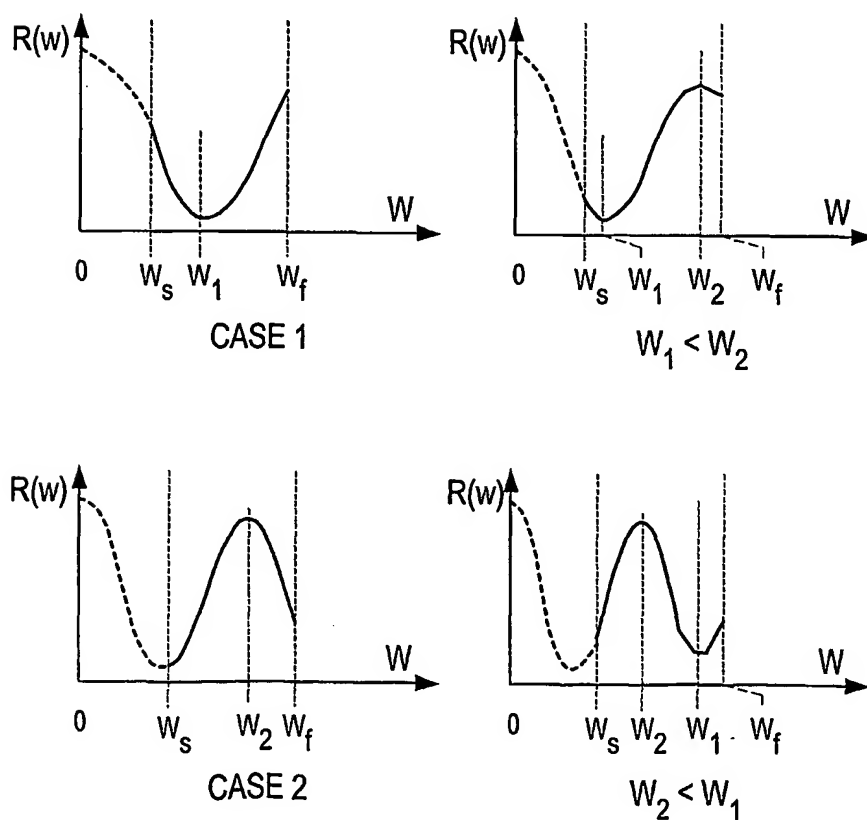 R(w)
W
0
W_s
W_1
W_f
CASE 1
R(w)
W
0
W_s
W_1
W_2
W_f
W_1 < W_2
R(w)
W
0
W_s
W_2
W_f
CASE 2
R(w)
W
0
W_s
W_2
W_1
W_f
W_2 < W_1